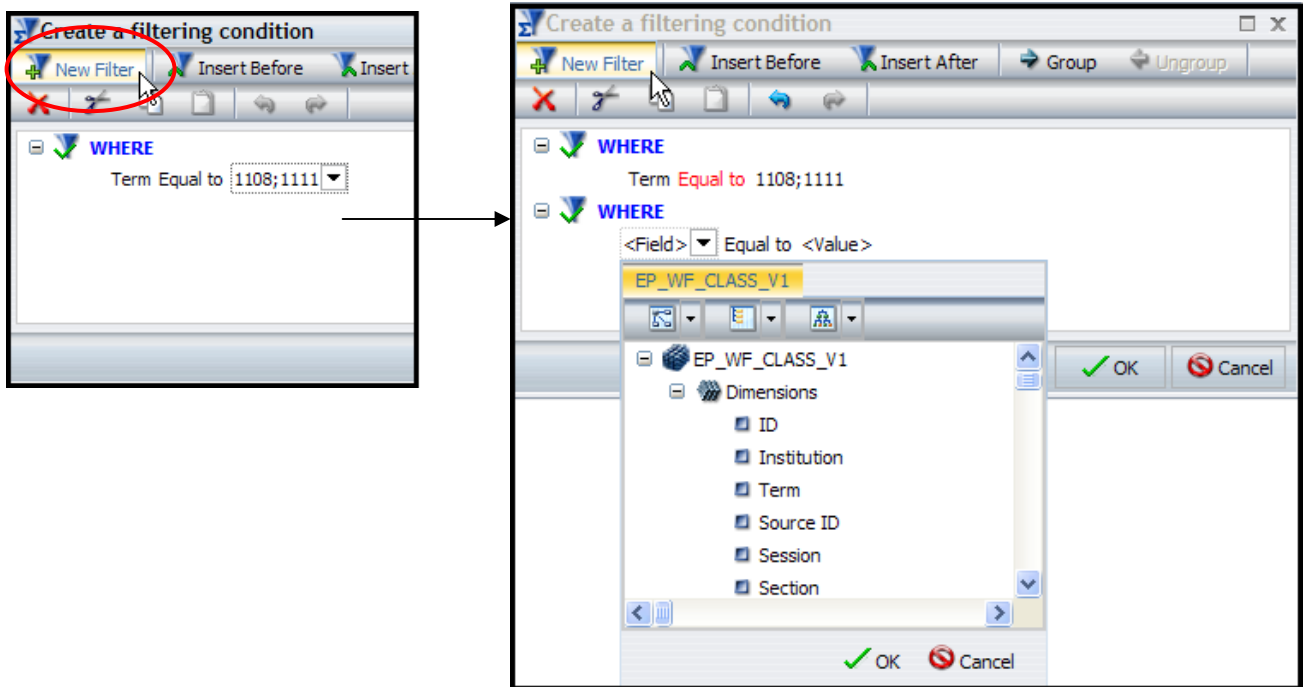 Create a filtering condition
New Filter Insert Before Insert
WHERE
Term Equal to 1108;1111
Create a filtering condition
New Filter Insert Before Insert After Group Ungroup
WHERE
Term Equal to 1108;1111
WHERE
<Field> Equal to <Value>
EP_WF_CLASS_V1
EP_WF_CLASS_V1
Dimensions
ID
Institution
Term
Source ID
Session
Section
OK Cancel
OK Cancel